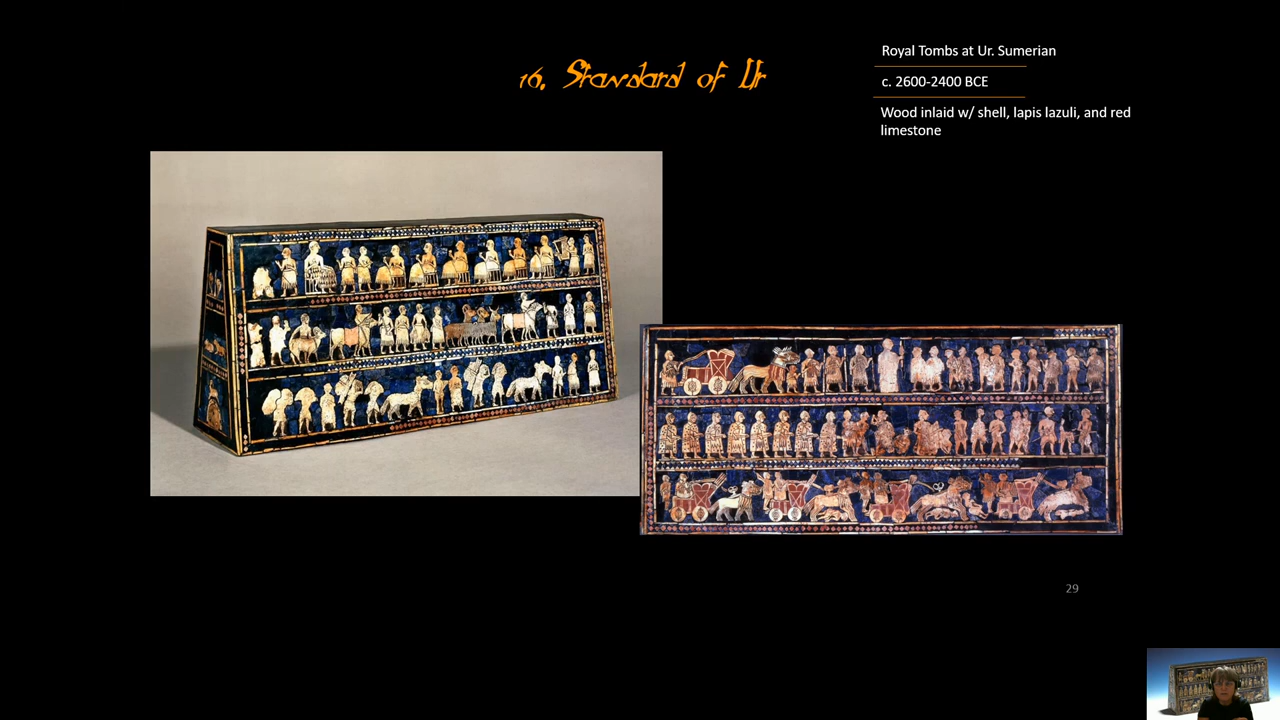 16. Standard of Ur
Royal Tombs at Ur. Sumerian
c. 2600-2400 BCE
Wood inlaid w/ shell, lapis lazuli, and red
limestone
29